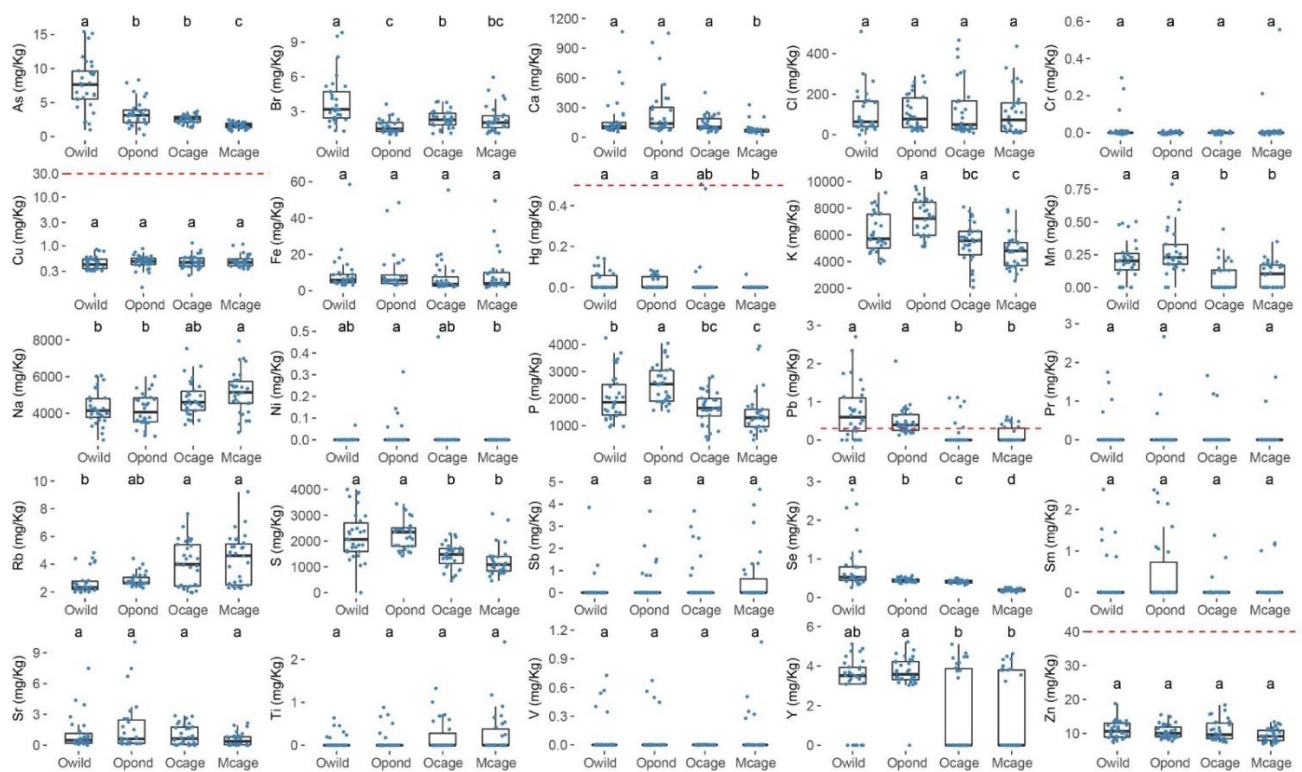 a b b c
As (mg/Kg)
15
10
5
0
Owild Opond Ocage Mcage
a c b bc
Br (mg/Kg)
9
6
3
Owild Opond Ocage Mcage
a a a b
Ca (mg/Kg)
1200
900
600
300
0
Owild Opond Ocage Mcage
a a a a
Cl (mg/Kg)
400
200
0
Owild Opond Ocage Mcage
a a a a
Cr (mg/Kg)
0.6
0.4
0.2
0.0
Owild Opond Ocage Mcage
a a a a
Cu (mg/Kg)
30.0
10.0
3.0
1.0
0.3
Owild Opond Ocage Mcage
a a a a
Fe (mg/Kg)
60
40
20
0
Owild Opond Ocage Mcage
a a ab b
Hg (mg/Kg)
0.4
0.2
0.0
Owild Opond Ocage Mcage
b a bc c
K (mg/Kg)
10000
8000
6000
4000
2000
Owild Opond Ocage Mcage
a a b b
Mn (mg/Kg)
0.75
0.50
0.25
0.00
Owild Opond Ocage Mcage
b b ab a
Na (mg/Kg)
8000
6000
4000
Owild Opond Ocage Mcage
ab a ab b
Ni (mg/Kg)
0.5
0.4
0.3
0.2
0.1
0.0
Owild Opond Ocage Mcage
b a bc c
P (mg/Kg)
4000
3000
2000
1000
Owild Opond Ocage Mcage
a a b b
Pb (mg/Kg)
3
2
1
0
Owild Opond Ocage Mcage
a a a a
Pr (mg/Kg)
3
2
1
0
Owild Opond Ocage Mcage
b ab a a
Rb (mg/Kg)
10
8
6
4
2
Owild Opond Ocage Mcage
a a b b
S (mg/Kg)
4000
3000
2000
1000
0
Owild Opond Ocage Mcage
a a a a
Sb (mg/Kg)
5
4
3
2
1
0
Owild Opond Ocage Mcage
a b c d
Se (mg/Kg)
3
2
1
0
Owild Opond Ocage Mcage
a a a a
Sm (mg/Kg)
2
1
0
Owild Opond Ocage Mcage
a a a a
Sr (mg/Kg)
9
6
3
0
Owild Opond Ocage Mcage
a a a a
Ti (mg/Kg)
2
1
0
Owild Opond Ocage Mcage
a a a a
V (mg/Kg)
1.2
0.9
0.6
0.3
0.0
Owild Opond Ocage Mcage
ab a b b
Y (mg/Kg)
6
4
2
0
Owild Opond Ocage Mcage
a a a a
Zn (mg/Kg)
40
30
20
10
Owild Opond Ocage Mcage